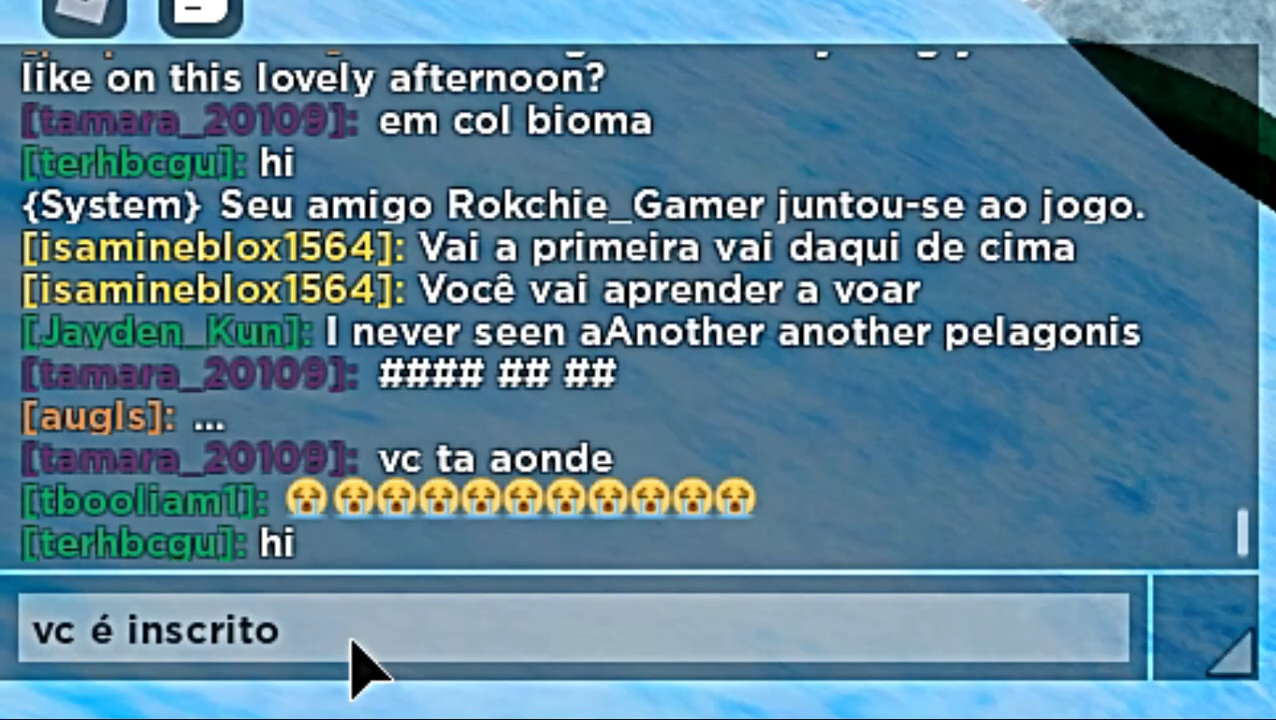 like on this lovely afternoon?
[tamara_20109]: em col bioma
[terhbcgu]: hi
{System} Seu amigo Rokchie_Gamer juntou-se ao jogo.
[isamineblox1564]: Vai a primeira vai daqui de cima
[isamineblox1564]: Você vai aprender a voar
[Jayden_Kun]: I never seen aAnother another pelagonis
[tamara_20109]: #### ## ##
[augls]: ...
[tamara_20109]: vc ta aonde
[tbooliam1]: 😭😭😭😭😭😭😭😭😭😭😭
[terhbcgu]: hi
vc é inscrito